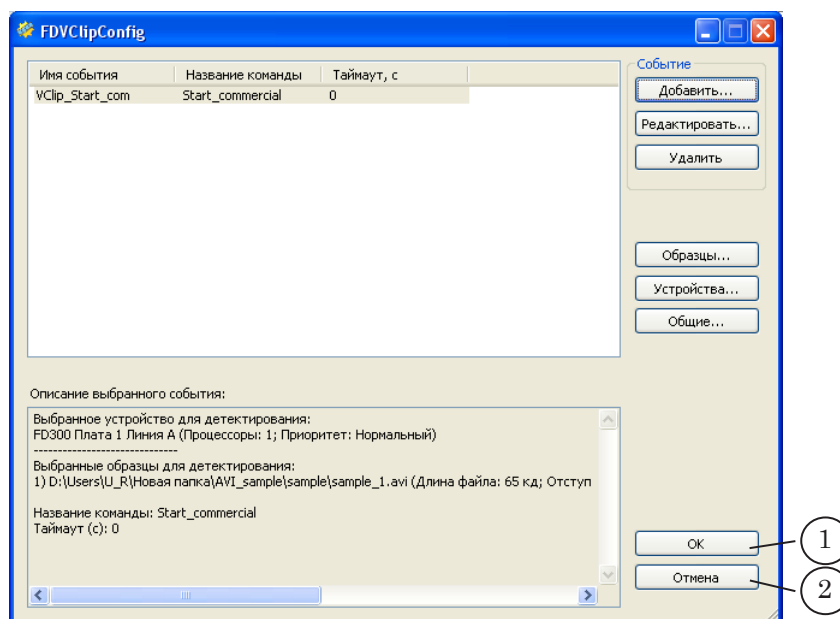 FDVClipConfig
Имя события Название команды Таймаут, с
VClip_Start_com Start_commercial 0
Событие
Добавить...
Редактировать...
Удалить
Образцы...
Устройства...
Общие...
Описание выбранного события:
Выбранное устройство для детектирования:
FD300 Плата 1 Линия A (Процессоры: 1; Приоритет: Нормальный)
-----------------------------
Выбранные образцы для детектирования:
1) D:\Users\U_R\Новая папка\AVI_sample\sample\sample_1.avi (Длина файла: 65 кд; Отступ
Название команды: Start_commercial
Таймаут (с): 0
OK
1
Отмена
2